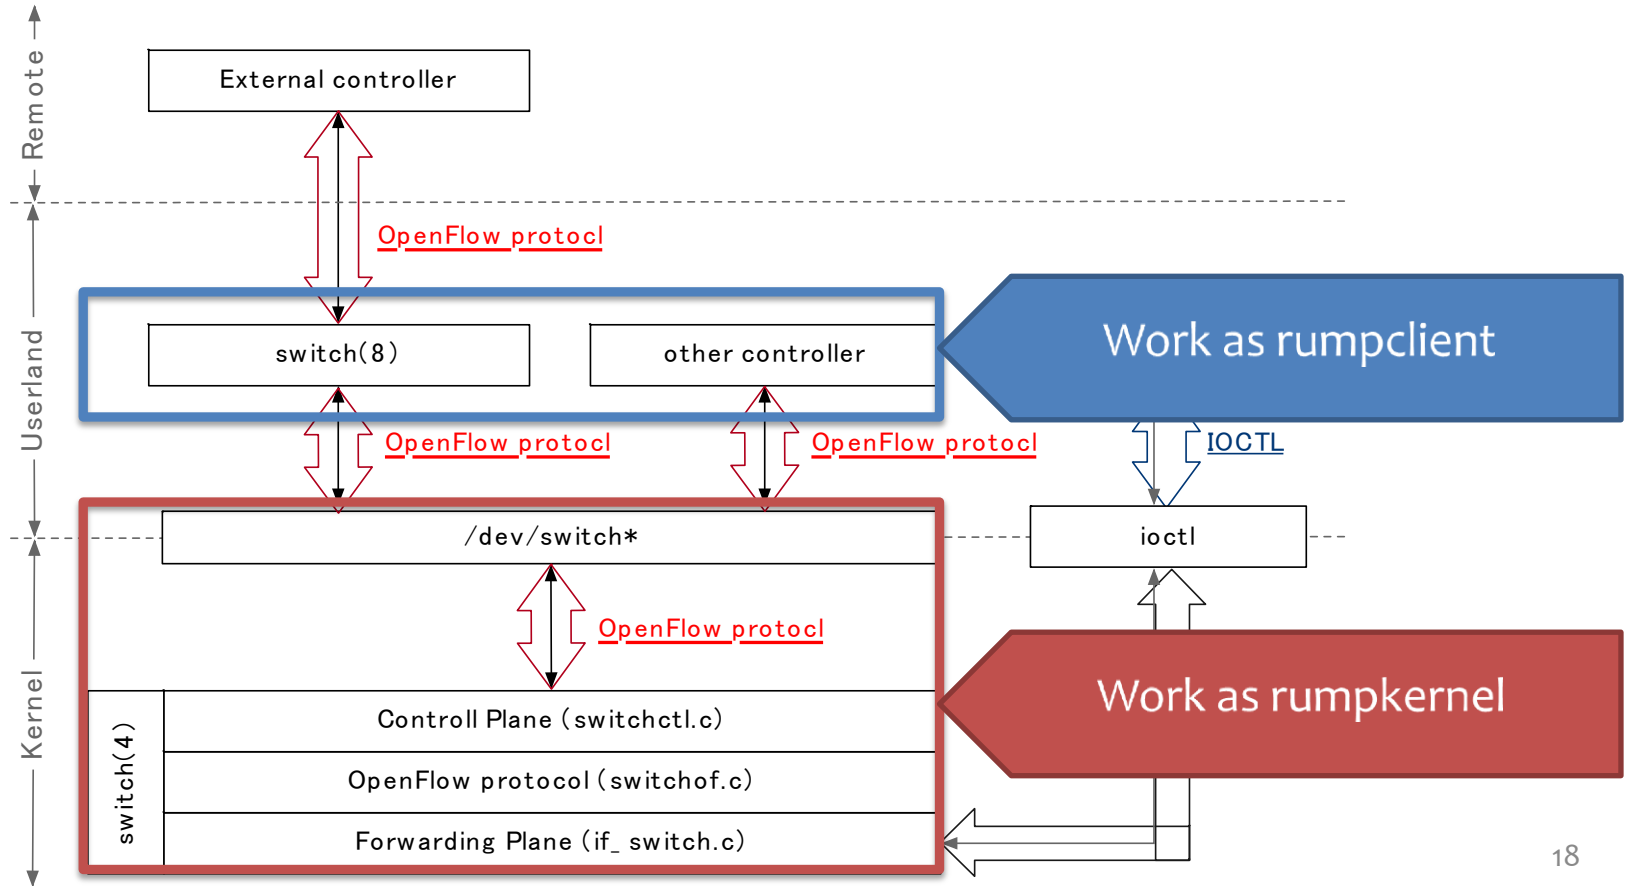 Remote
External controller
OpenFlow protocl
Userland
switch(8)
other controller
Work as rumpclient
OpenFlow protocl
OpenFlow protocl
IOCTL
/dev/switch*
ioctl
OpenFlow protocl
Kernel
switch(4)
Controll Plane (switchctl.c)
OpenFlow protocol (switchof.c)
Forwarding Plane (if_ switch.c)
Work as rumpkernel
18